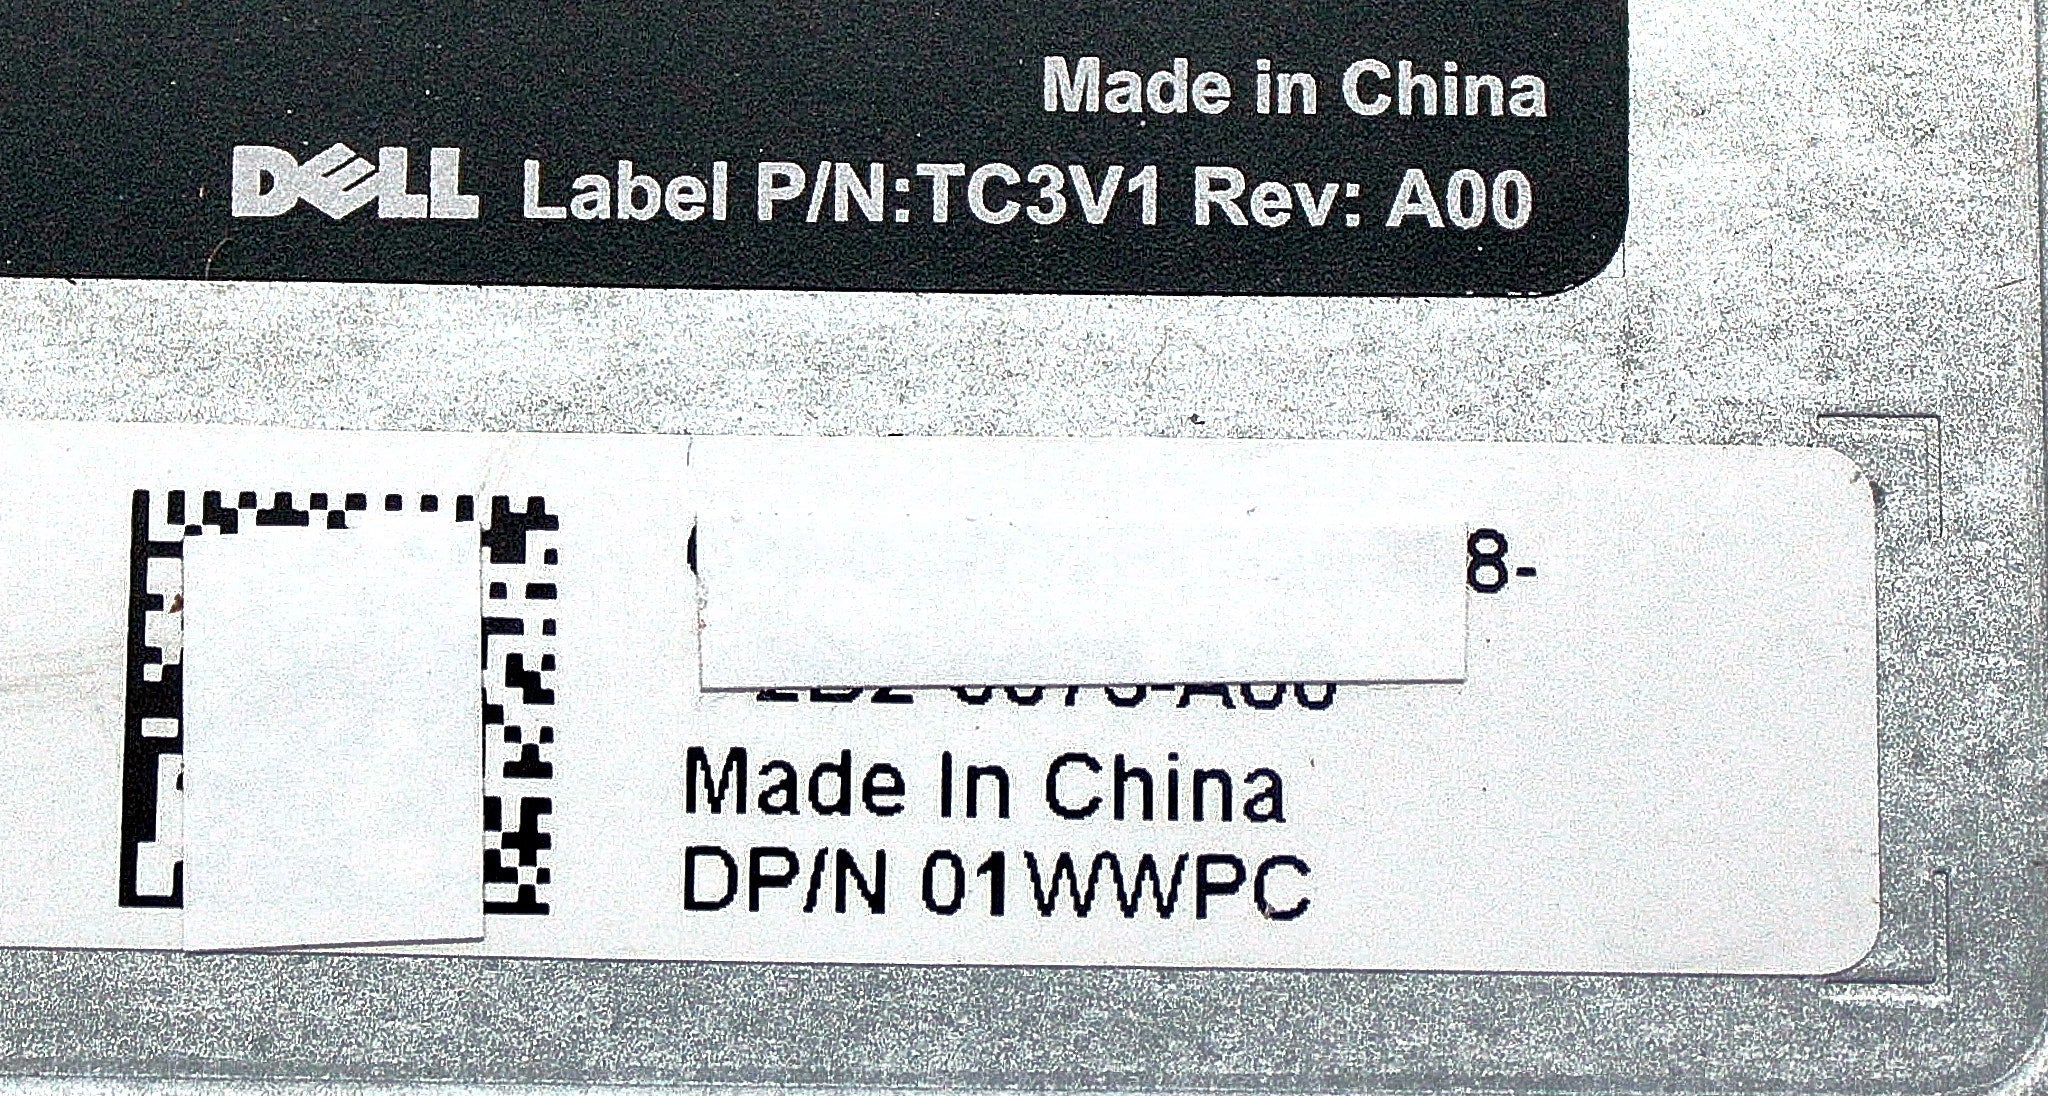 Made in China
DELL Label P/N:TC3V1 Rev: A00
8-
Made In China
DP/N 01WWPC